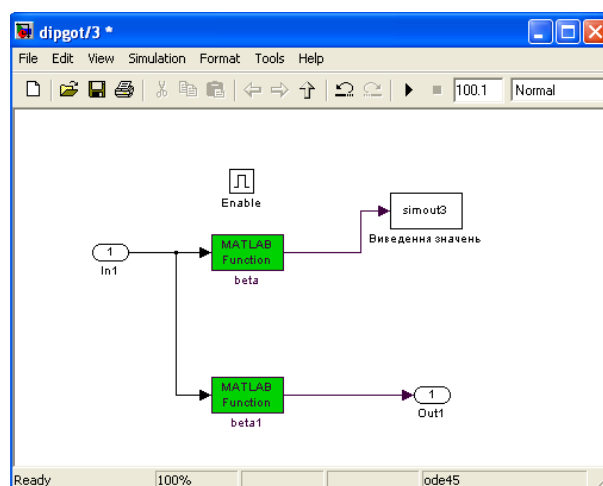 dipgot/3 *
File Edit View Simulation Format Tools Help
100.1 Normal
Enable
simout3
Виведення значень
MATLAB
Function
beta
1
In1
MATLAB
Function
beta1
1
Out1
Ready 100% ode45